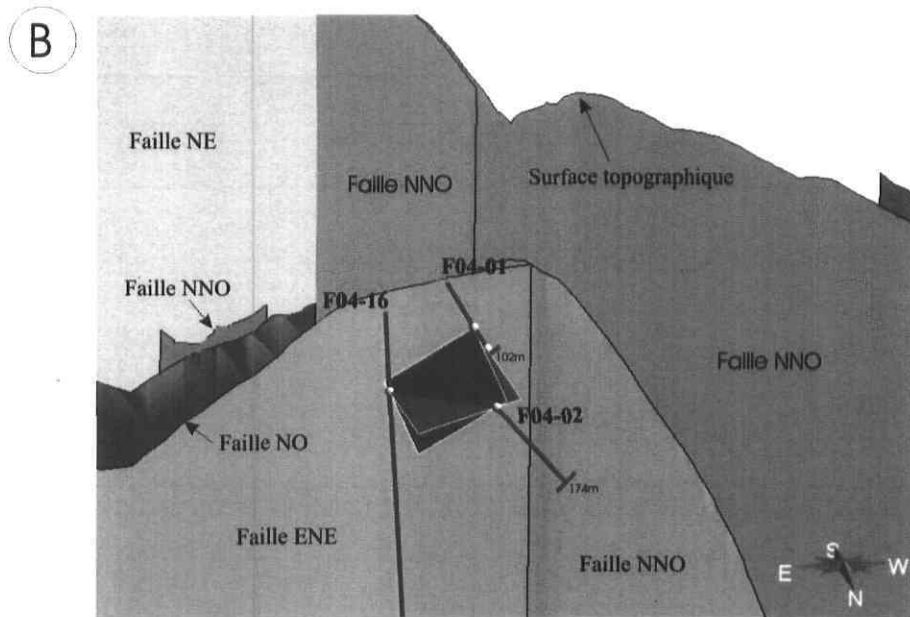 B
Faille NE
Faille NNO
Surface topographique
Faille NNO
F04-01
F04-16
102m
Faille NNO
F04-02
Faille NO
174m
Faille ENE
Faille NNO
S
E
W
N